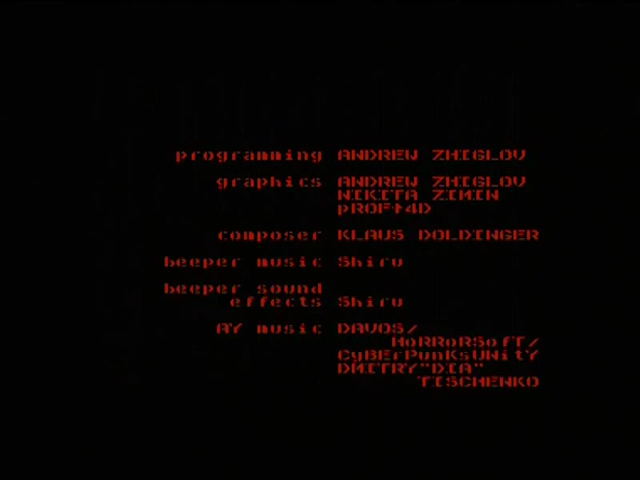 programming ANDREW ZHIGLOV
graphics ANDREW ZHIGLOV
NIKITA ZIMIN
pROF4D
composer KLAUS DOLDINGER
beeper music Shiru
beeper sound
effects Shiru
AY music DAVOS/
HoRRoRSofT/
CyBErPunKsUNitY
DMITRY"DIA"
TISCHENKO